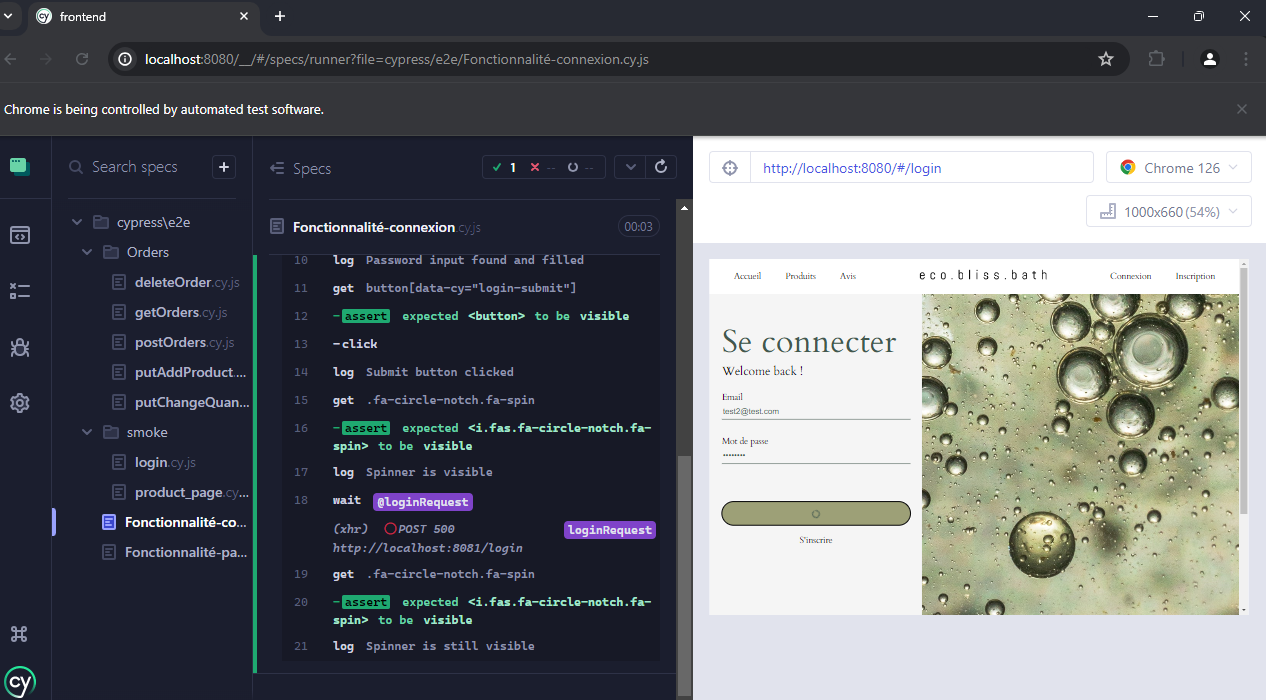 frontend
localhost:8080/__/#/specs/runner?file=cypress/e2e/Fonctionnalité-connexion.cy.js
Chrome is being controlled by automated test software.
Search specs
+
cypress\e2e
Orders
deleteOrder.cy.js
getOrders.cy.js
postOrders.cy.js
putAddProduct....
putChangeQuan...
smoke
login.cy.js
product_page.cy...
Fonctionnalité-co...
Fonctionnalité-pa...
cy
Specs
1 -- --
Fonctionnalité-connexion.cy.js 00:03
10 log Password input found and filled
11 get button[data-cy="login-submit"]
12 -assert expected <button> to be visible
13 -click
14 log Submit button clicked
15 get .fa-circle-notch.fa-spin
16 -assert expected <i.fas.fa-circle-notch.fa-
spin> to be visible
17 log Spinner is visible
18 wait @loginRequest
(xhr) POST 500 loginRequest
http://localhost:8081/login
19 get .fa-circle-notch.fa-spin
20 -assert expected <i.fas.fa-circle-notch.fa-
spin> to be visible
21 log Spinner is still visible
http://localhost:8080/#/login
Chrome 126
1000x660 (54%)
Accueil Produits Avis eco.bliss.bath Connexion Inscription
Se connecter
Welcome back !
Email
test2@test.com
Mot de passe
••••••••
S'inscrire